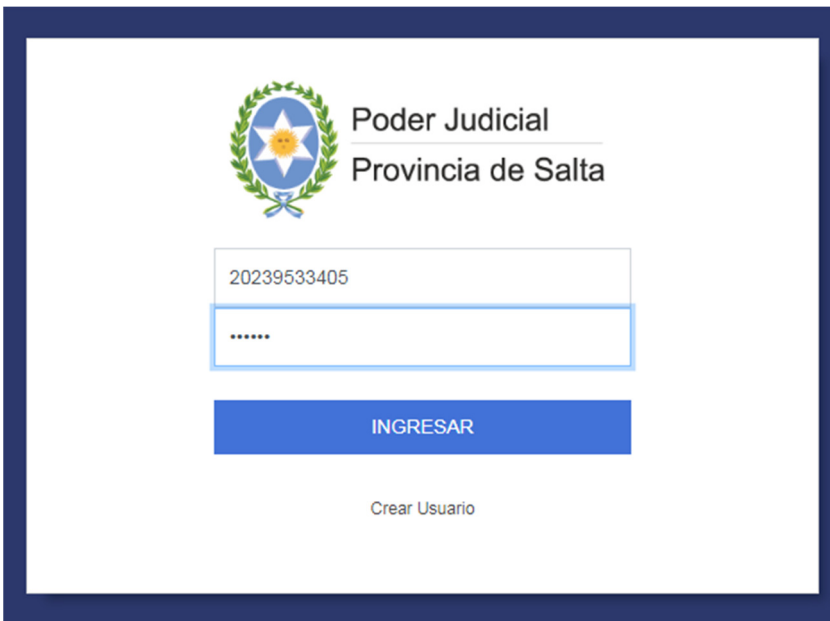 Poder Judicial
Provincia de Salta
20239533405
••••••
INGRESAR
Crear Usuario